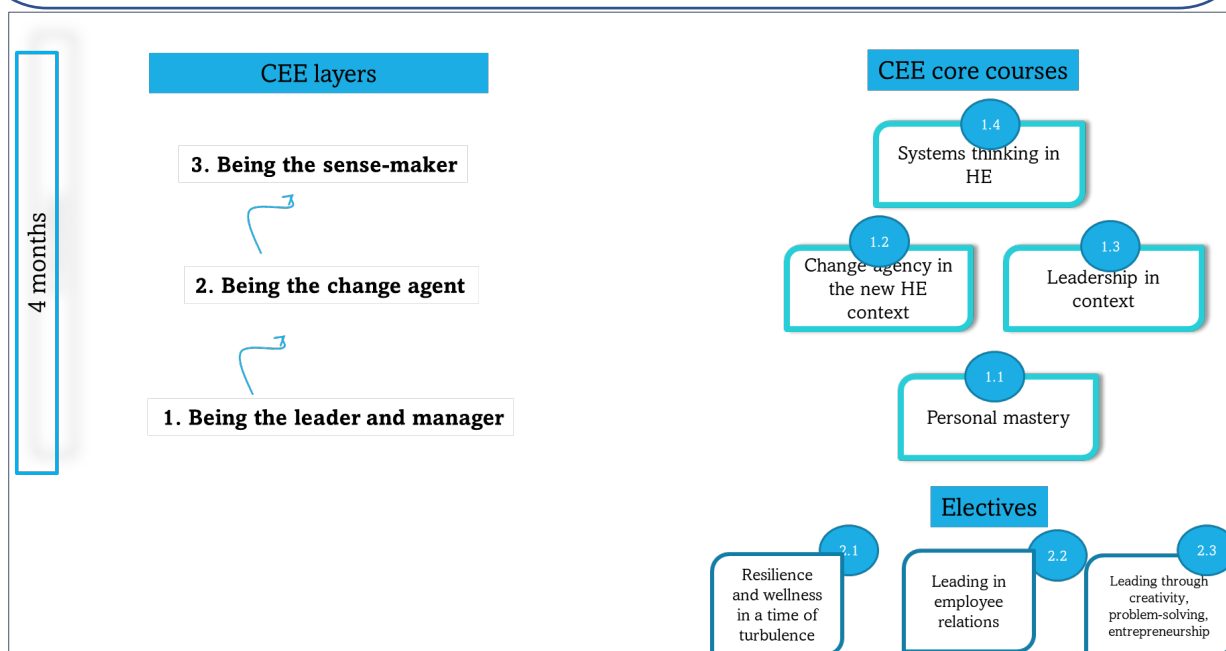 4 months
CEE layers
3. Being the sense-maker
2. Being the change agent
1. Being the leader and manager
CEE core courses
1.4
Systems thinking in
HE
1.2
Change agency in
the new HE
context
1.3
Leadership in
context
1.1
Personal mastery
Electives
2.1
Resilience
and wellness
in a time of
turbulence
2.2
Leading in
employee
relations
2.3
Leading through
creativity,
problem-solving,
entrepreneurship